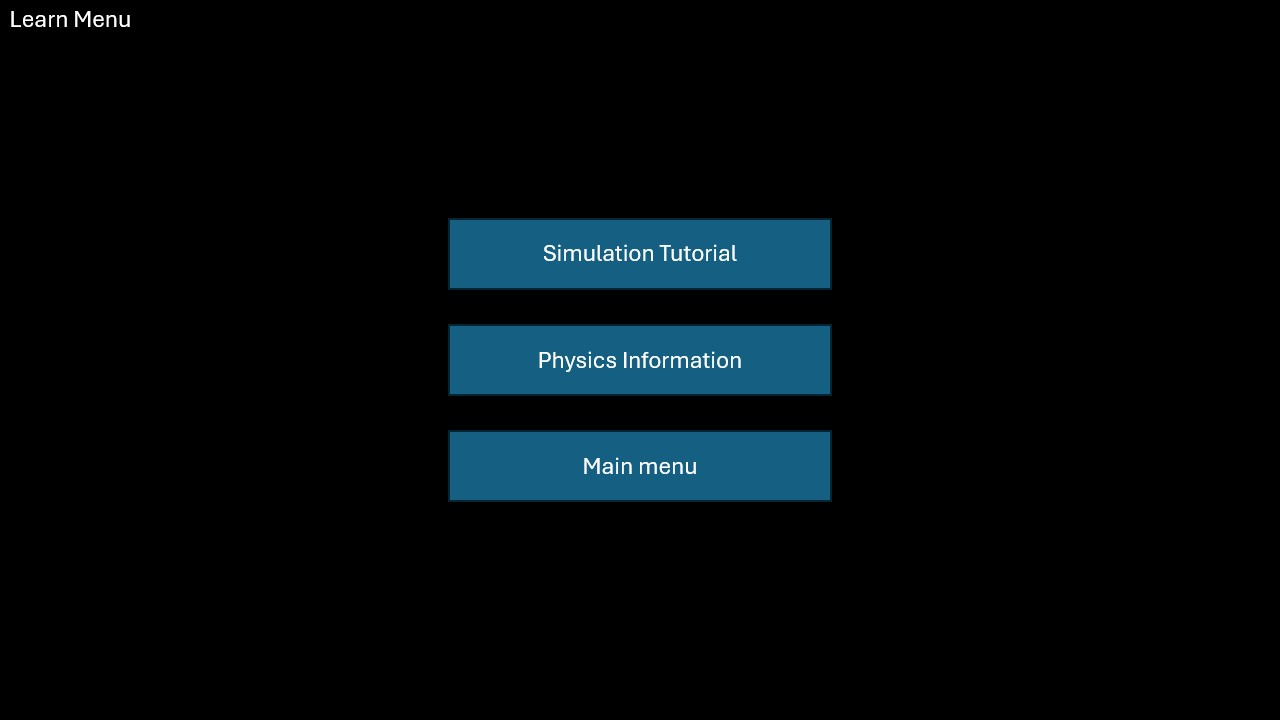 Learn Menu
Simulation Tutorial
Physics Information
Main menu